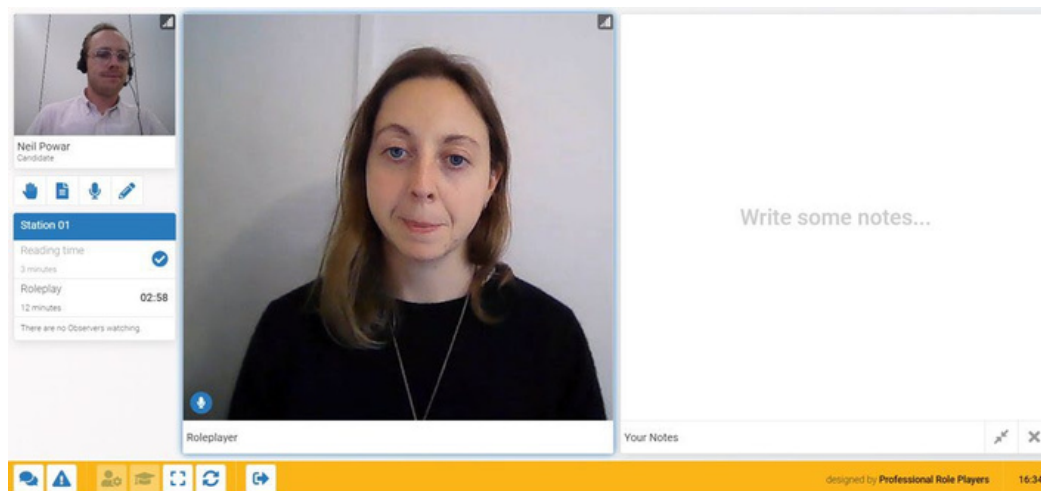 Neil Powar
Candidate
Station 01
Reading time
3 minutes
Roleplay
12 minutes
02:58
There are no Observers watching.
Roleplayer
Write some notes...
Your Notes
designed by Professional Role Players
16:34